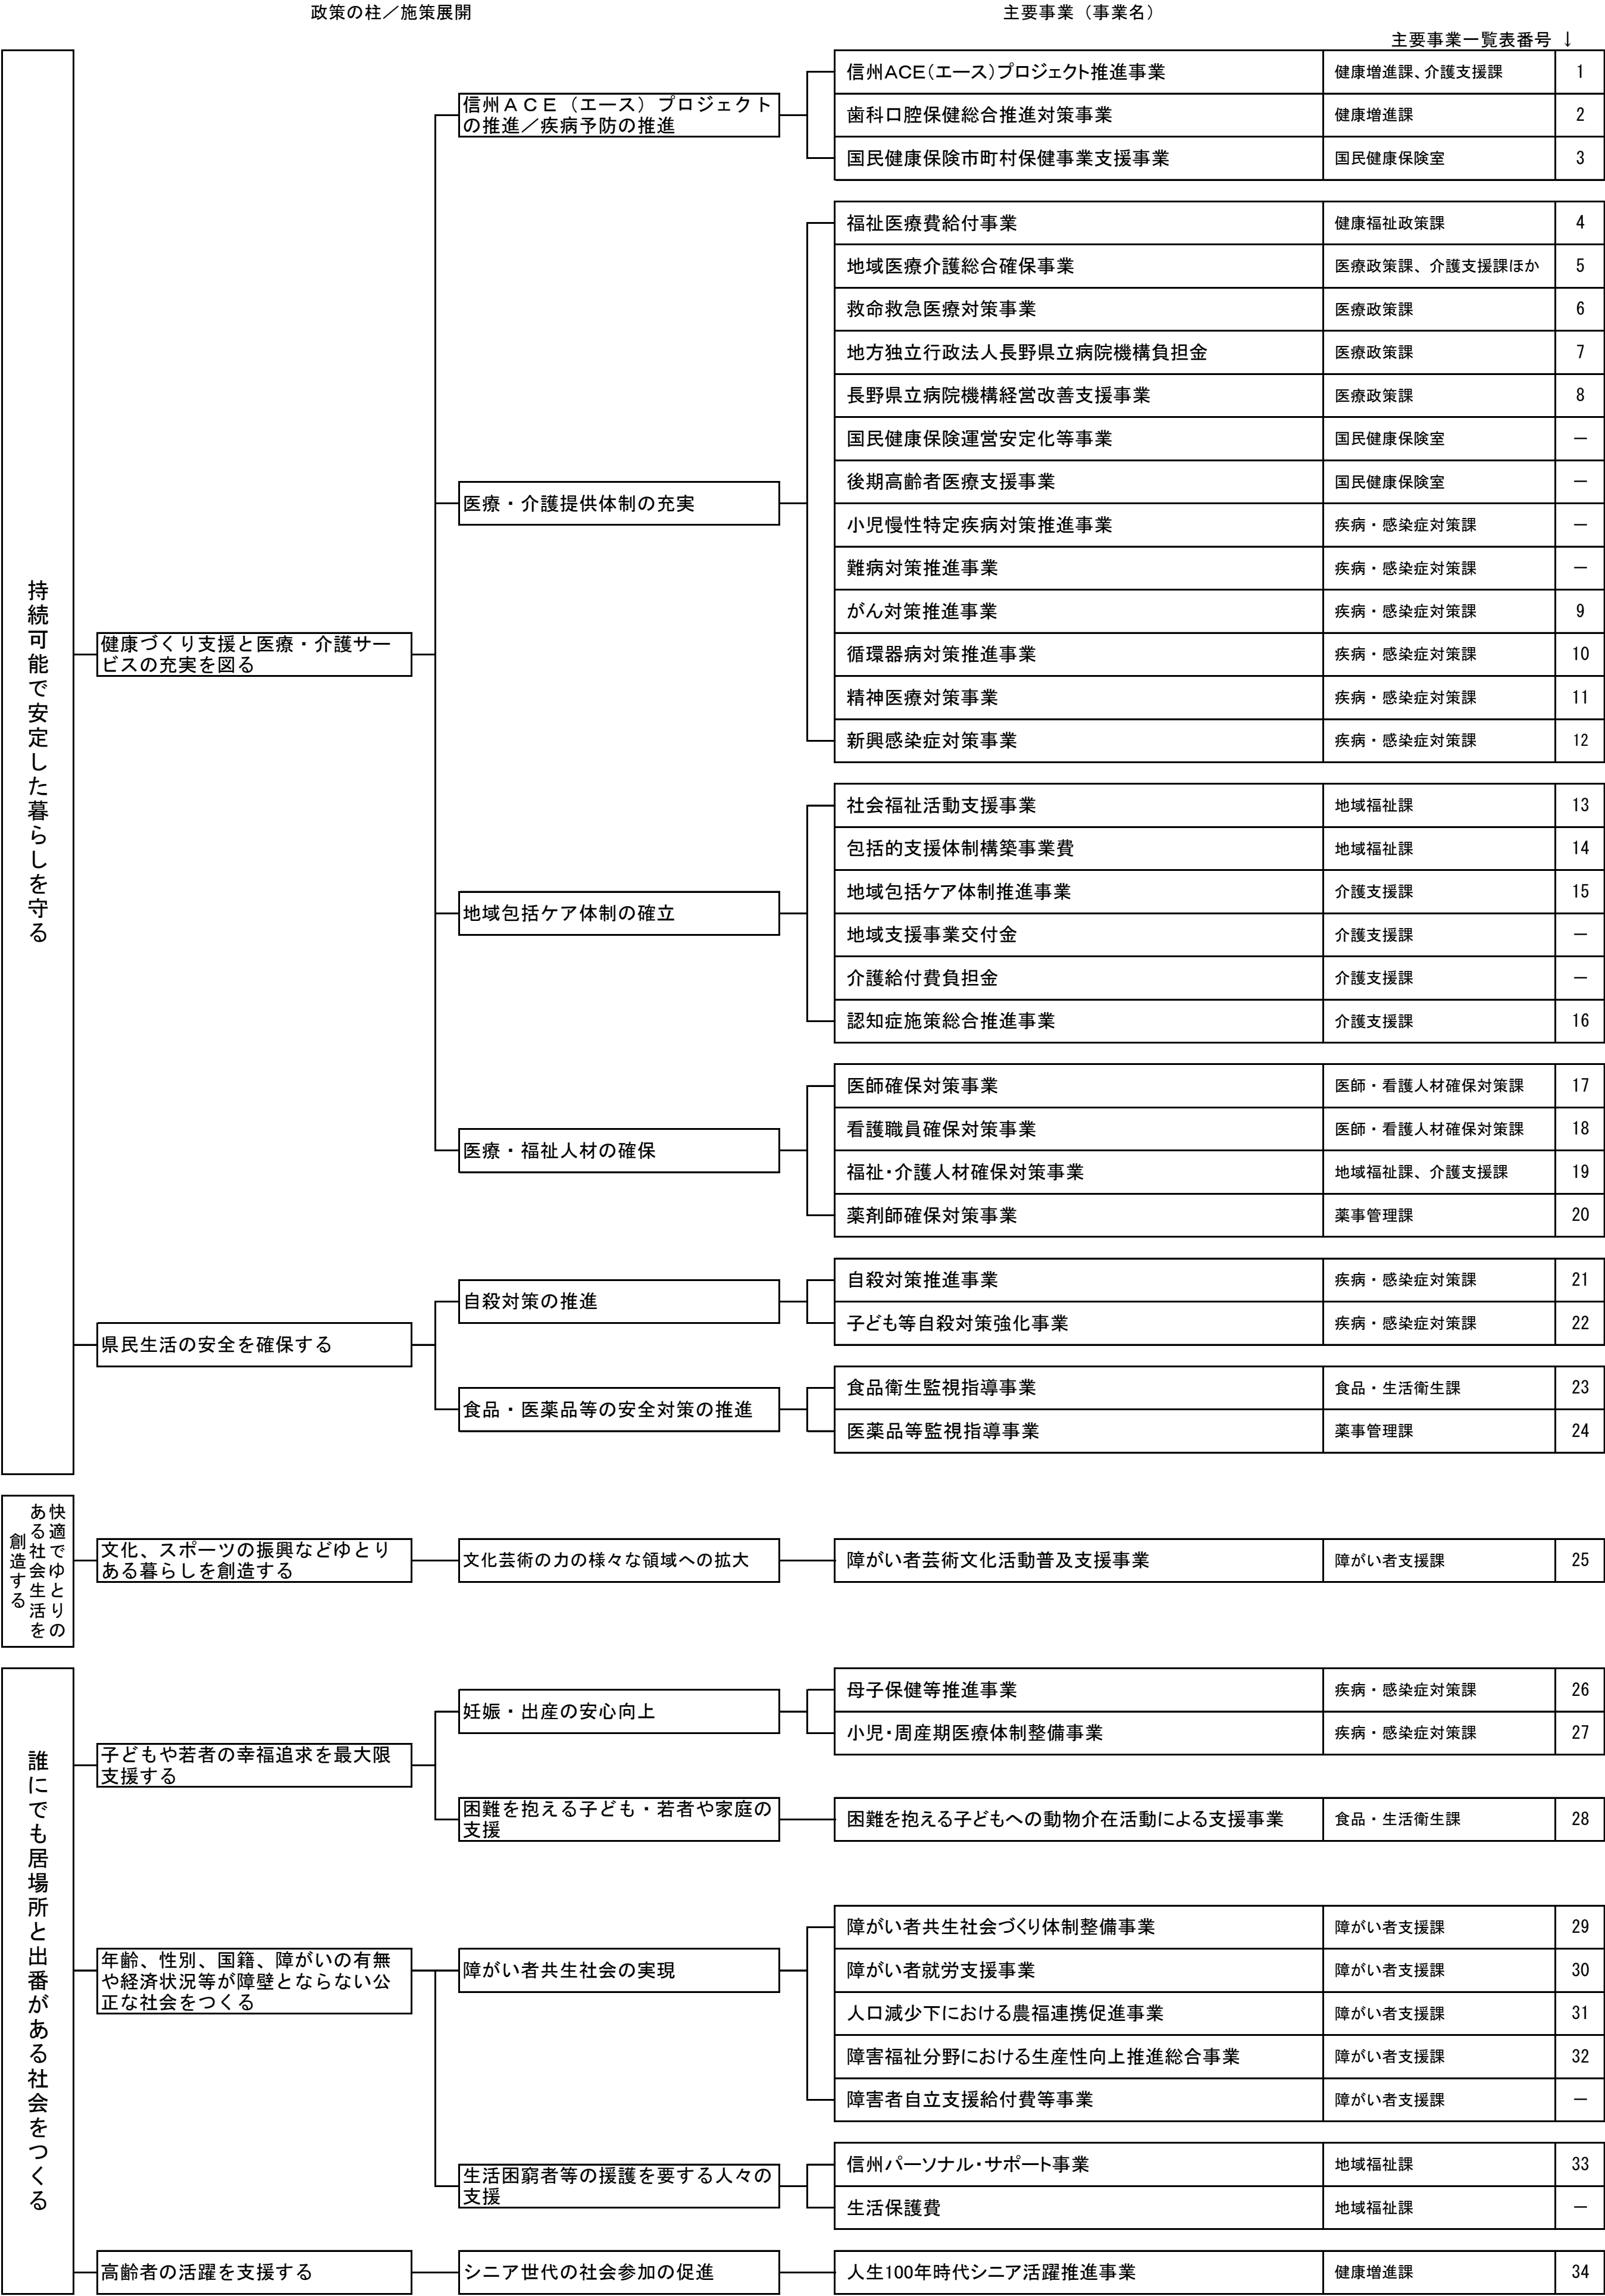 政策の柱／施策展開
主要事業（事業名）
主要事業一覧表番号 ↓
持続可能で安定した暮らしを守る
健康づくり支援と医療・介護サー
ビスの充実を図る
信州ＡＣＥ（エース）プロジェクト
の推進／疾病予防の推進
信州ACE(エース)プロジェクト推進事業 健康増進課、介護支援課 1
歯科口腔保健総合推進対策事業 健康増進課 2
国民健康保険市町村保健事業支援事業 国民健康保険室 3
医療・介護提供体制の充実
福祉医療費給付事業 健康福祉政策課 4
地域医療介護総合確保事業 医療政策課、介護支援課ほか 5
救命救急医療対策事業 医療政策課 6
地方独立行政法人長野県立病院機構負担金 医療政策課 7
長野県立病院機構経営改善支援事業 医療政策課 8
国民健康保険運営安定化等事業 国民健康保険室 ―
後期高齢者医療支援事業 国民健康保険室 ―
小児慢性特定疾病対策推進事業 疾病・感染症対策課 ―
難病対策推進事業 疾病・感染症対策課 ―
がん対策推進事業 疾病・感染症対策課 9
循環器病対策推進事業 疾病・感染症対策課 10
精神医療対策事業 疾病・感染症対策課 11
新興感染症対策事業 疾病・感染症対策課 12
地域包括ケア体制の確立
社会福祉活動支援事業 地域福祉課 13
包括的支援体制構築事業費 地域福祉課 14
地域包括ケア体制推進事業 介護支援課 15
地域支援事業交付金 介護支援課 ―
介護給付費負担金 介護支援課 ―
認知症施策総合推進事業 介護支援課 16
医療・福祉人材の確保
医師確保対策事業 医師・看護人材確保対策課 17
看護職員確保対策事業 医師・看護人材確保対策課 18
福祉・介護人材確保対策事業 地域福祉課、介護支援課 19
薬剤師確保対策事業 薬事管理課 20
県民生活の安全を確保する
自殺対策の推進
自殺対策推進事業 疾病・感染症対策課 21
子ども等自殺対策強化事業 疾病・感染症対策課 22
食品・医薬品等の安全対策の推進
食品衛生監視指導事業 食品・生活衛生課 23
医薬品等監視指導事業 薬事管理課 24
快適でゆとりの
ある社会生活を
創造する
文化、スポーツの振興などゆとり
ある暮らしを創造する
文化芸術の力の様々な領域への拡大
障がい者芸術文化活動普及支援事業 障がい者支援課 25
誰にでも居場所と出番がある社会をつくる
子どもや若者の幸福追求を最大限
支援する
妊娠・出産の安心向上
母子保健等推進事業 疾病・感染症対策課 26
小児・周産期医療体制整備事業 疾病・感染症対策課 27
困難を抱える子ども・若者や家庭の
支援
困難を抱える子どもへの動物介在活動による支援事業 食品・生活衛生課 28
年齢、性別、国籍、障がいの有無
や経済状況等が障壁とならない公
正な社会をつくる
障がい者共生社会の実現
障がい者共生社会づくり体制整備事業 障がい者支援課 29
障がい者就労支援事業 障がい者支援課 30
人口減少下における農福連携促進事業 障がい者支援課 31
障害福祉分野における生産性向上推進総合事業 障がい者支援課 32
障害者自立支援給付費等事業 障がい者支援課 ―
生活困窮者等の援護を要する人々の
支援
信州パーソナル・サポート事業 地域福祉課 33
生活保護費 地域福祉課 ―
高齢者の活躍を支援する
シニア世代の社会参加の促進
人生100年時代シニア活躍推進事業 健康増進課 34